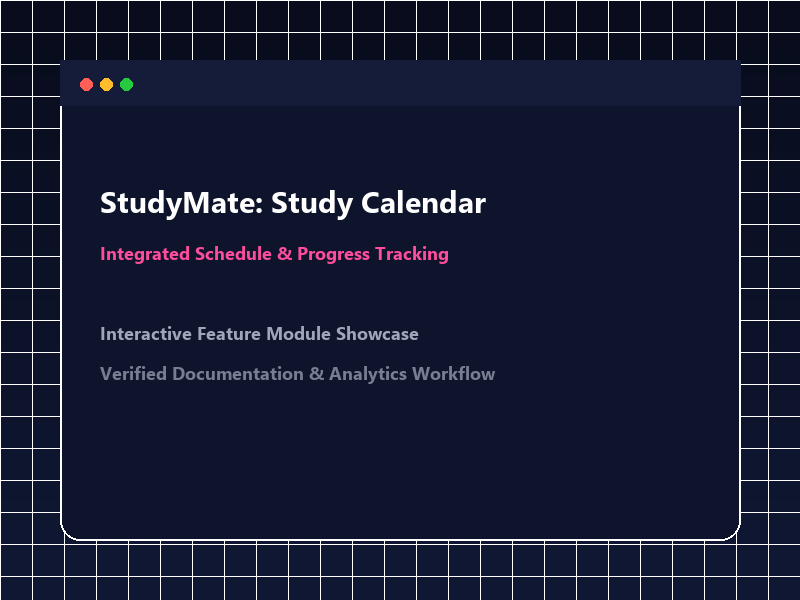 StudyMate: Study Calendar
Integrated Schedule & Progress Tracking
Interactive Feature Module Showcase
Verified Documentation & Analytics Workflow